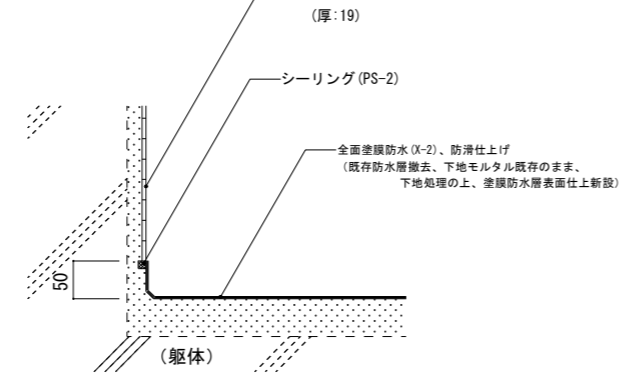 (厚:19)
シーリング(PS-2)
全面塗膜防水(X-2)、防滑仕上げ
(既存防水層撤去、下地モルタル既存のまま、
下地処理の上、塗膜防水層表面仕上新設)
50
(躯体)